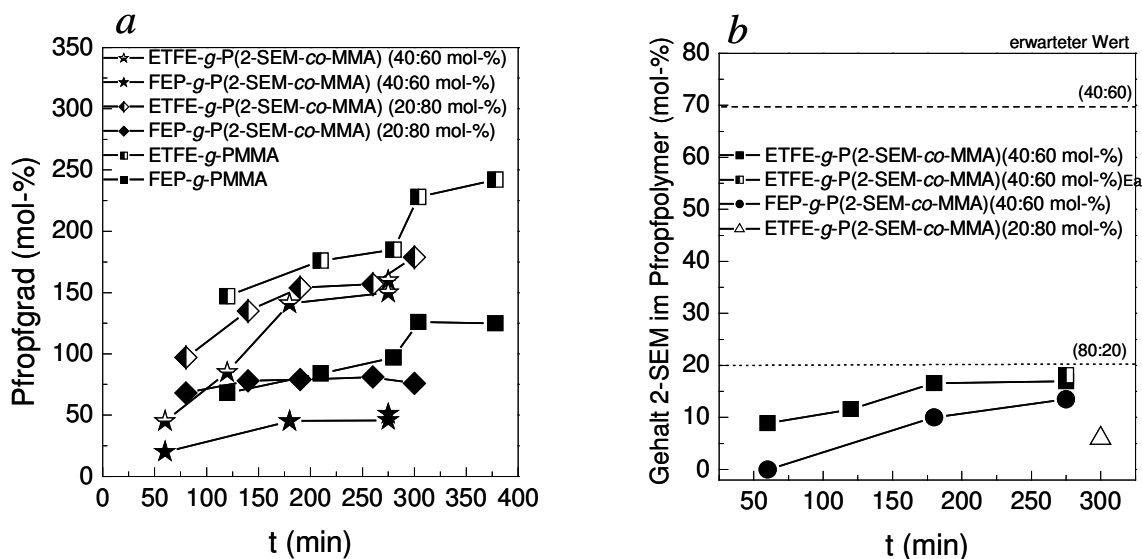 a
350
300
250
200
150
100
50
0
Pfropfgrad (mol-%)
ETFE-g-P(2-SEM-co-MMA) (40:60 mol-%)
FEP-g-P(2-SEM-co-MMA) (40:60 mol-%)
ETFE-g-P(2-SEM-co-MMA) (20:80 mol-%)
FEP-g-P(2-SEM-co-MMA) (20:80 mol-%)
ETFE-g-PMMA
FEP-g-PMMA
0 50 100 150 200 250 300 350 400
t (min)
b
erwarteter Wert
80
70
60
50
40
30
20
10
0
Gehalt 2-SEM im Pfropfpolymer (mol-%)
(40:60)
ETFE-g-P(2-SEM-co-MMA)(40:60 mol-%)
ETFE-g-P(2-SEM-co-MMA)(40:60 mol-%)Ea
FEP-g-P(2-SEM-co-MMA)(40:60 mol-%)
ETFE-g-P(2-SEM-co-MMA)(20:80 mol-%)
(80:20)
50 100 150 200 250 300
t (min)